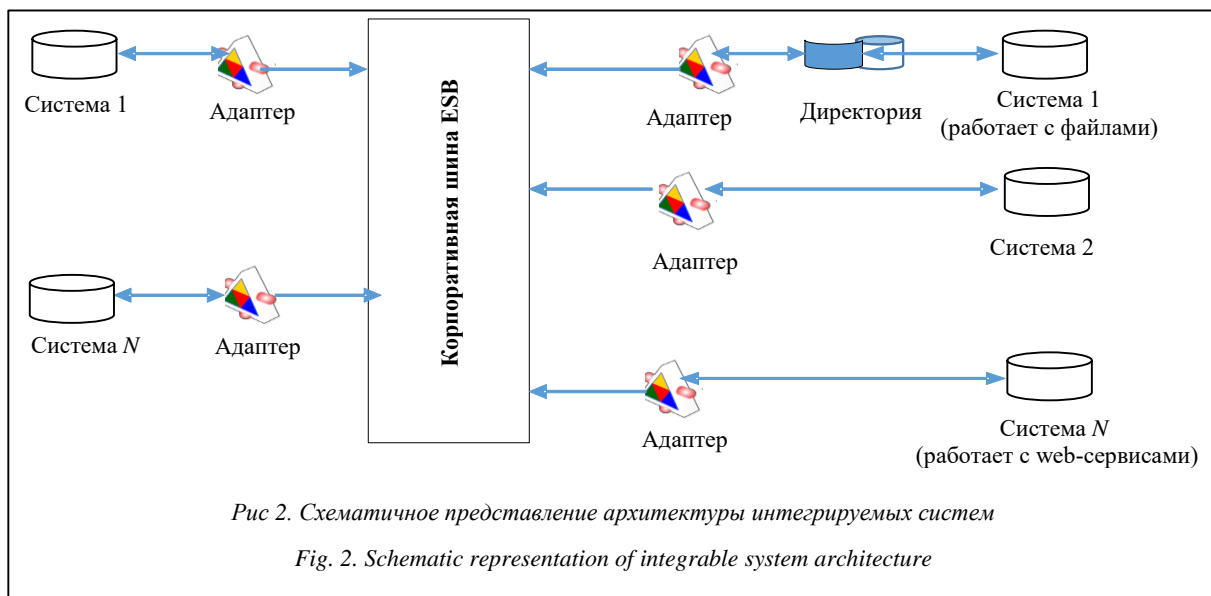 Система 1
Адаптер
Система N
Адаптер
Корпоративная шина ESB
Адаптер
Директория
Система 1
(работает с файлами)
Адаптер
Система 2
Адаптер
Система N
(работает с web-сервисами)
Рис 2. Схематичное представление архитектуры интегрируемых систем
Fig. 2. Schematic representation of integrable system architecture